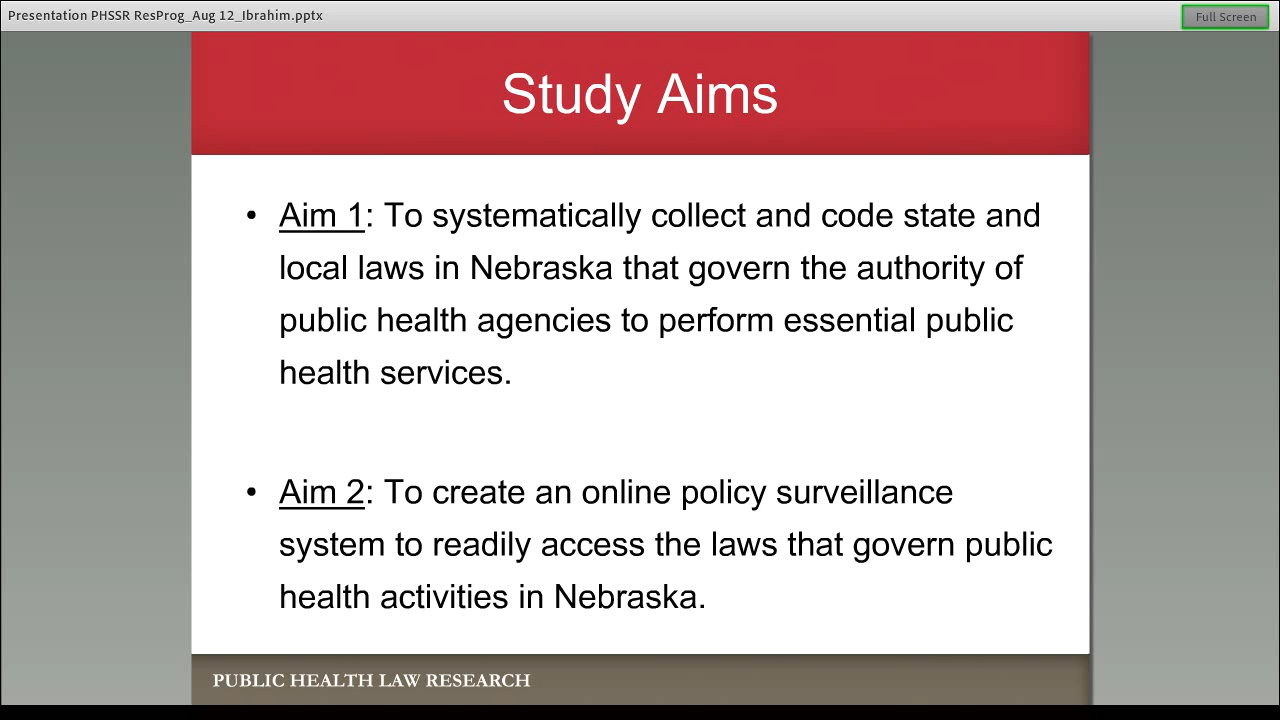 Presentation PHSSR ResProg_Aug 12_Ibrahim.pptx
Full Screen
Study Aims
• Aim 1: To systematically collect and code state and
local laws in Nebraska that govern the authority of
public health agencies to perform essential public
health services.
• Aim 2: To create an online policy surveillance
system to readily access the laws that govern public
health activities in Nebraska.
PUBLIC HEALTH LAW RESEARCH